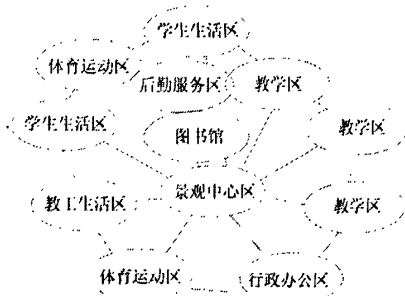 学生生活区
体育运动区
后勤服务区
教学区
学生生活区
图书馆
教学区
教工生活区
景观中心区
教学区
体育运动区
行政办公区